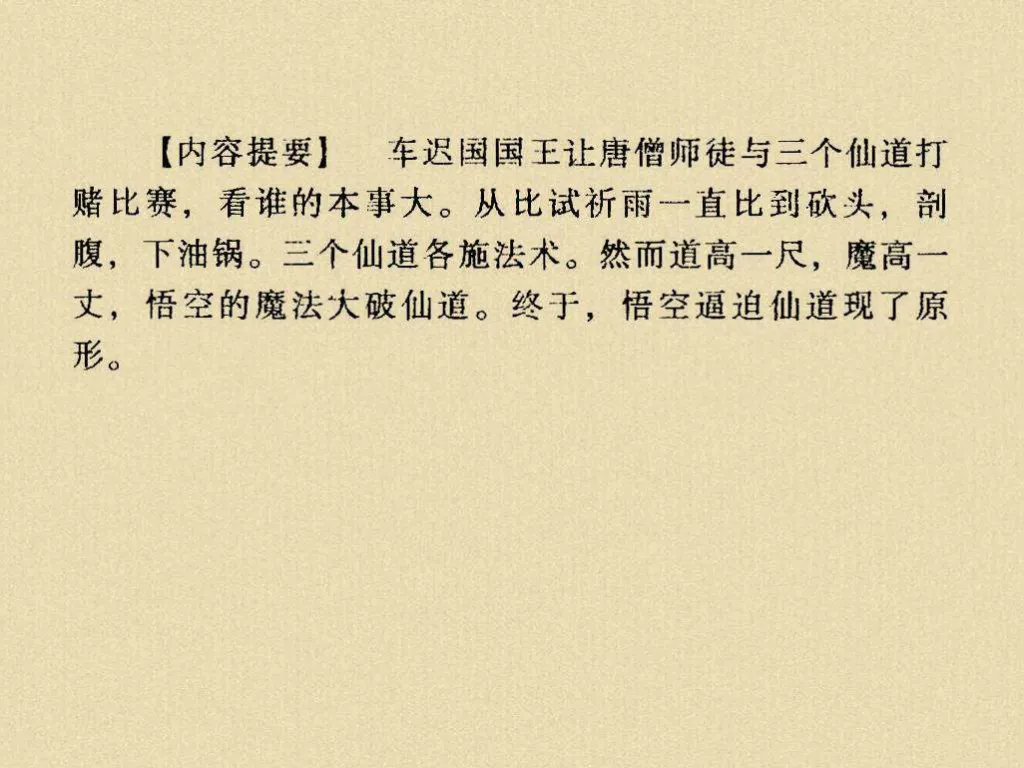 【内容提要】 车迟国国王让唐僧师徒与三个仙道打
赌比赛，看谁的本事大。从比试祈雨一直比到砍头，剖
腹，下油锅。三个仙道各施法术。然而道高一尺，魔高一
丈，悟空的魔法大破仙道。终于，悟空逼迫仙道现了原
形。